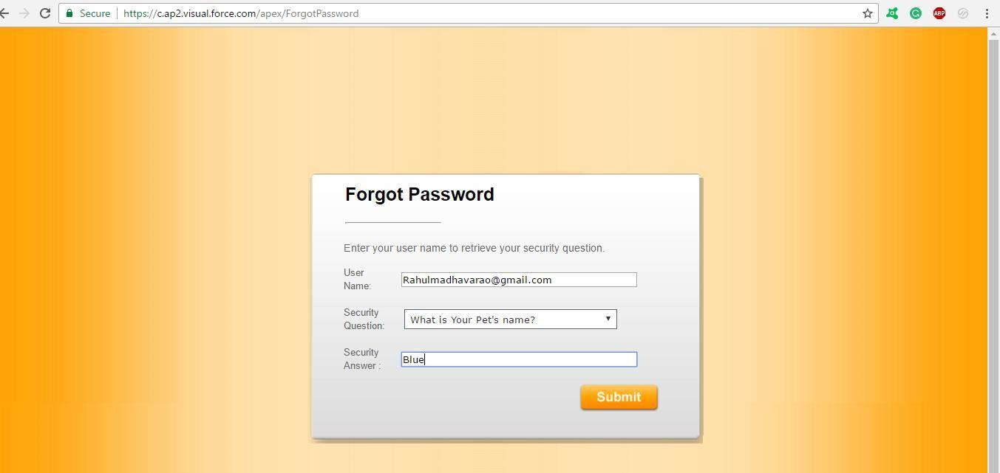 Secure https://c.ap2.visual.force.com/apex/ForgotPassword ABP
Forgot Password
Enter your user name to retrieve your security question.
User
Name:
Rahulmadhavarao@gmail.com
Security
Question:
What is Your Pet's name?
Security
Answer :
Blue
Submit